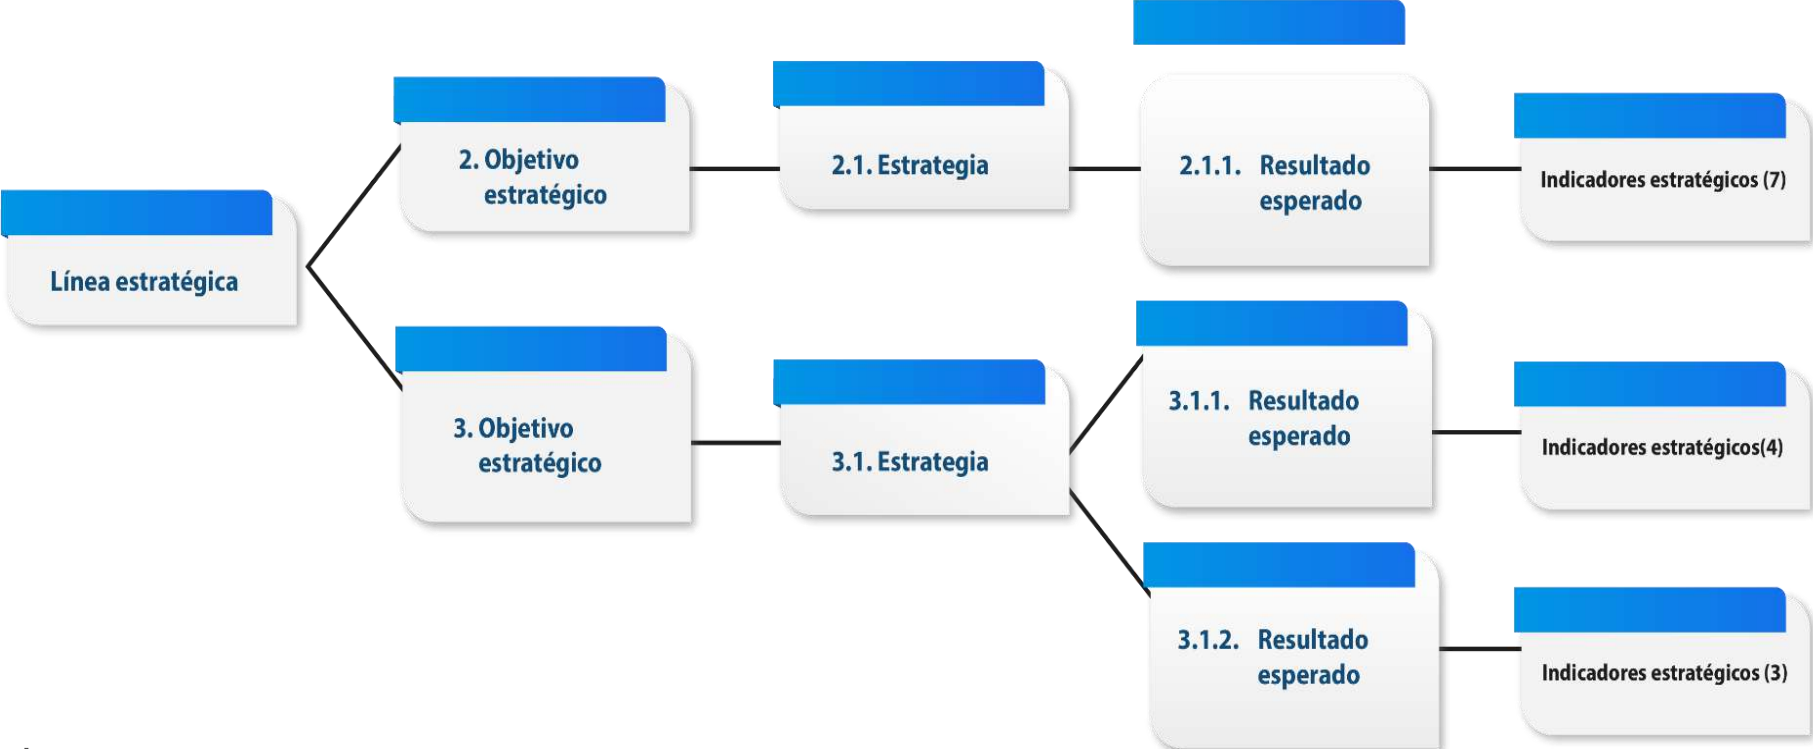 Línea estratégica
2. Objetivo
estratégico
2.1. Estrategia
2.1.1. Resultado
esperado
Indicadores estratégicos (7)
3. Objetivo
estratégico
3.1. Estrategia
3.1.1. Resultado
esperado
Indicadores estratégicos(4)
3.1.2. Resultado
esperado
Indicadores estratégicos (3)